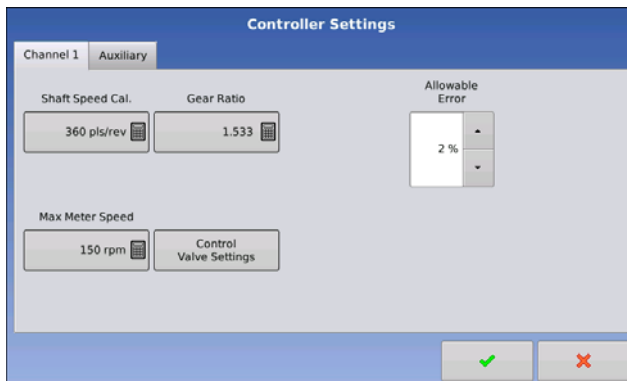 Controller Settings
Channel 1
Auxiliary
Shaft Speed Cal.
Gear Ratio
Allowable
Error
360 pls/rev
1.533
2 %
Max Meter Speed
150 rpm
Control
Valve Settings